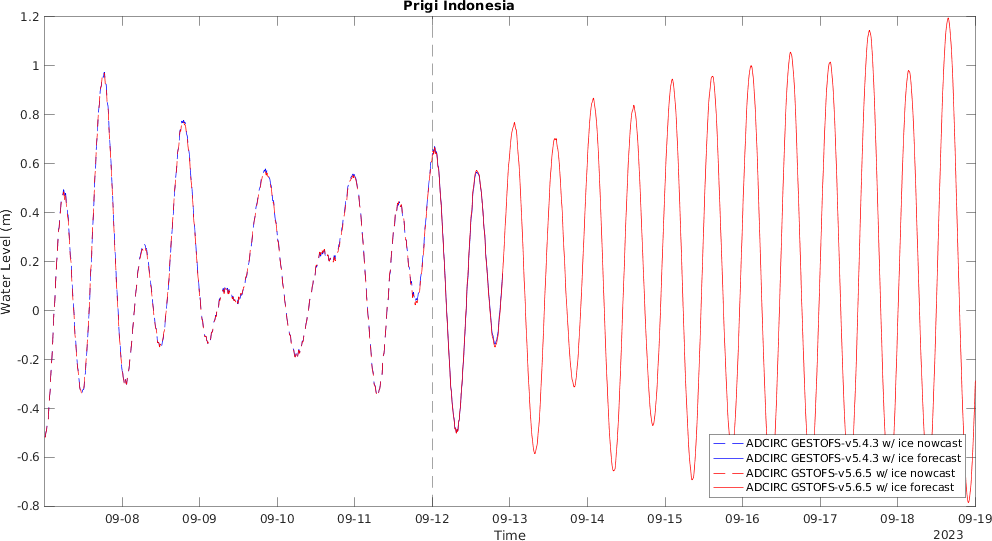 Prigi Indonesia
1.2
1
0.8
0.6
0.4
0.2
0
-0.2
-0.4
-0.6
-0.8
Water Level (m)
ADCIRC GESTOFS-v5.4.3 w/ ice nowcast
ADCIRC GESTOFS-v5.4.3 w/ ice forecast
ADCIRC GSTOFS-v5.6.5 w/ ice nowcast
ADCIRC GSTOFS-v5.6.5 w/ ice forecast
09-08 09-09 09-10 09-11 09-12 09-13 09-14 09-15 09-16 09-17 09-18 09-19
Time
2023